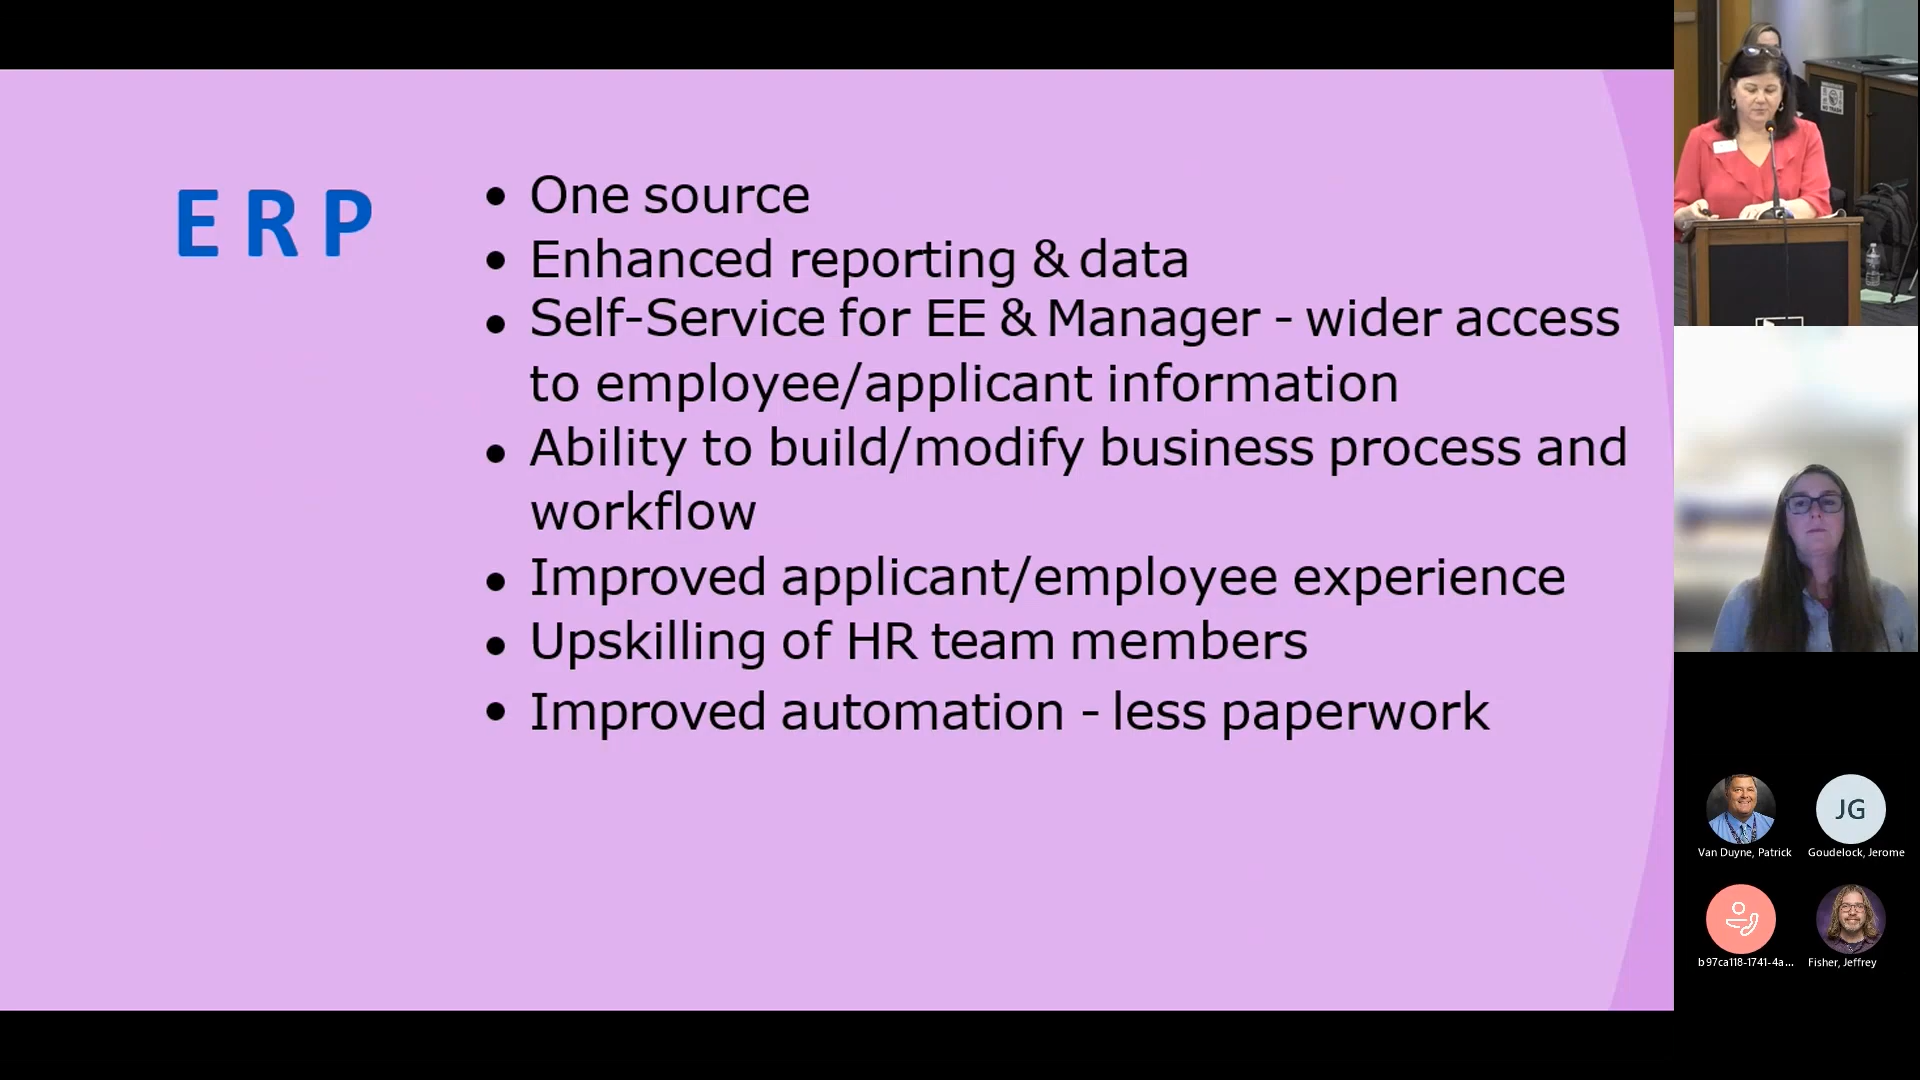 E R P
• One source
• Enhanced reporting & data
• Self-Service for EE & Manager - wider access
to employee/applicant information
• Ability to build/modify business process and
workflow
• Improved applicant/employee experience
• Upskilling of HR team members
• Improved automation - less paperwork
JG
Van Duyne, Patrick
Goudelock, Jerome
b97ca118-1741-4a...
Fisher, Jeffrey